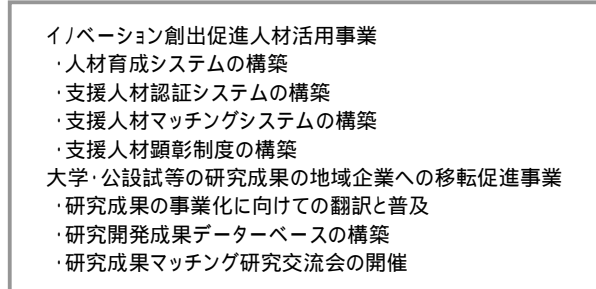 イノベーション創出促進人材活用事業
・人材育成システムの構築
・支援人材認証システムの構築
・支援人材マッチングシステムの構築
・支援人材顕彰制度の構築
大学・公設試等の研究成果の地域企業への移転促進事業
・研究成果の事業化に向けての翻訳と普及
・研究開発成果データーベースの構築
・研究成果マッチング研究交流会の開催